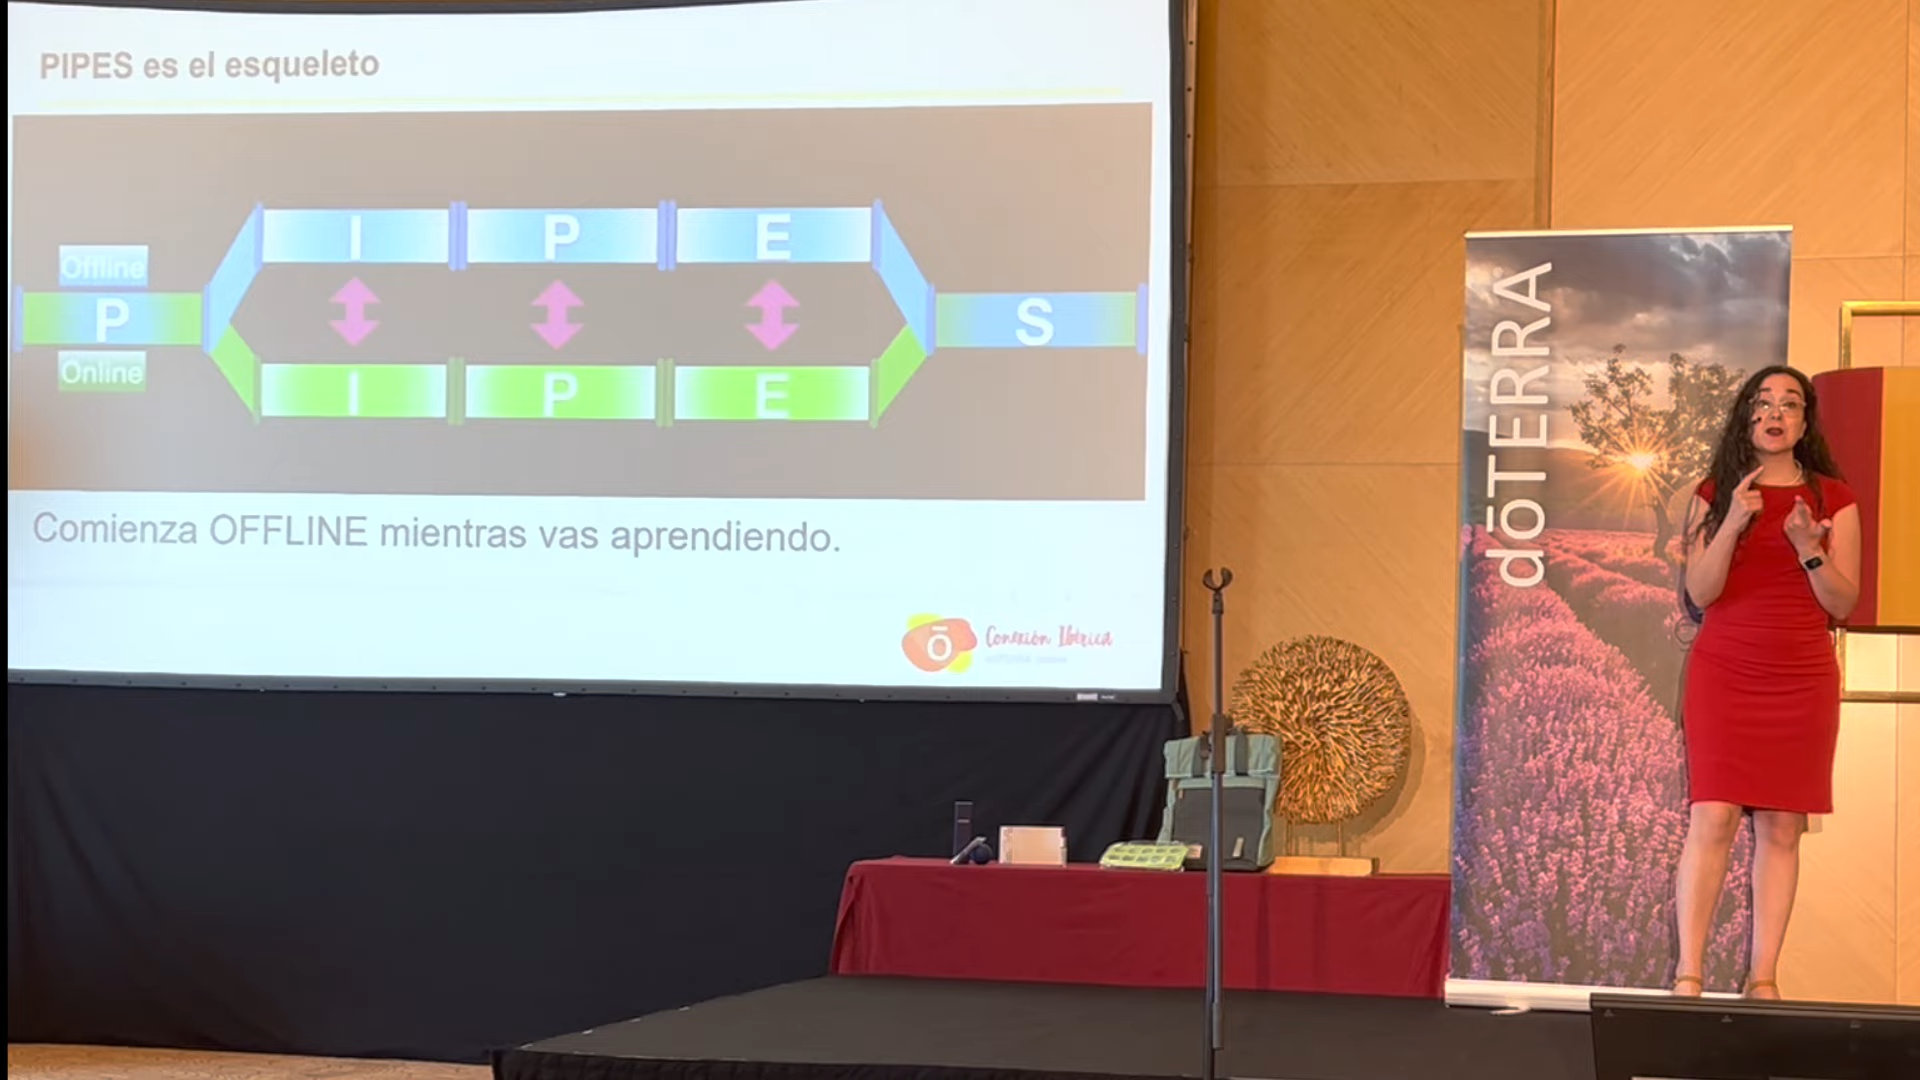 PIPES es el esqueleto
I P E
Offline
P
S
Online
I P E
Comienza OFFLINE mientras vas aprendiendo.
ō Conexión Ibérica
dōTERRA